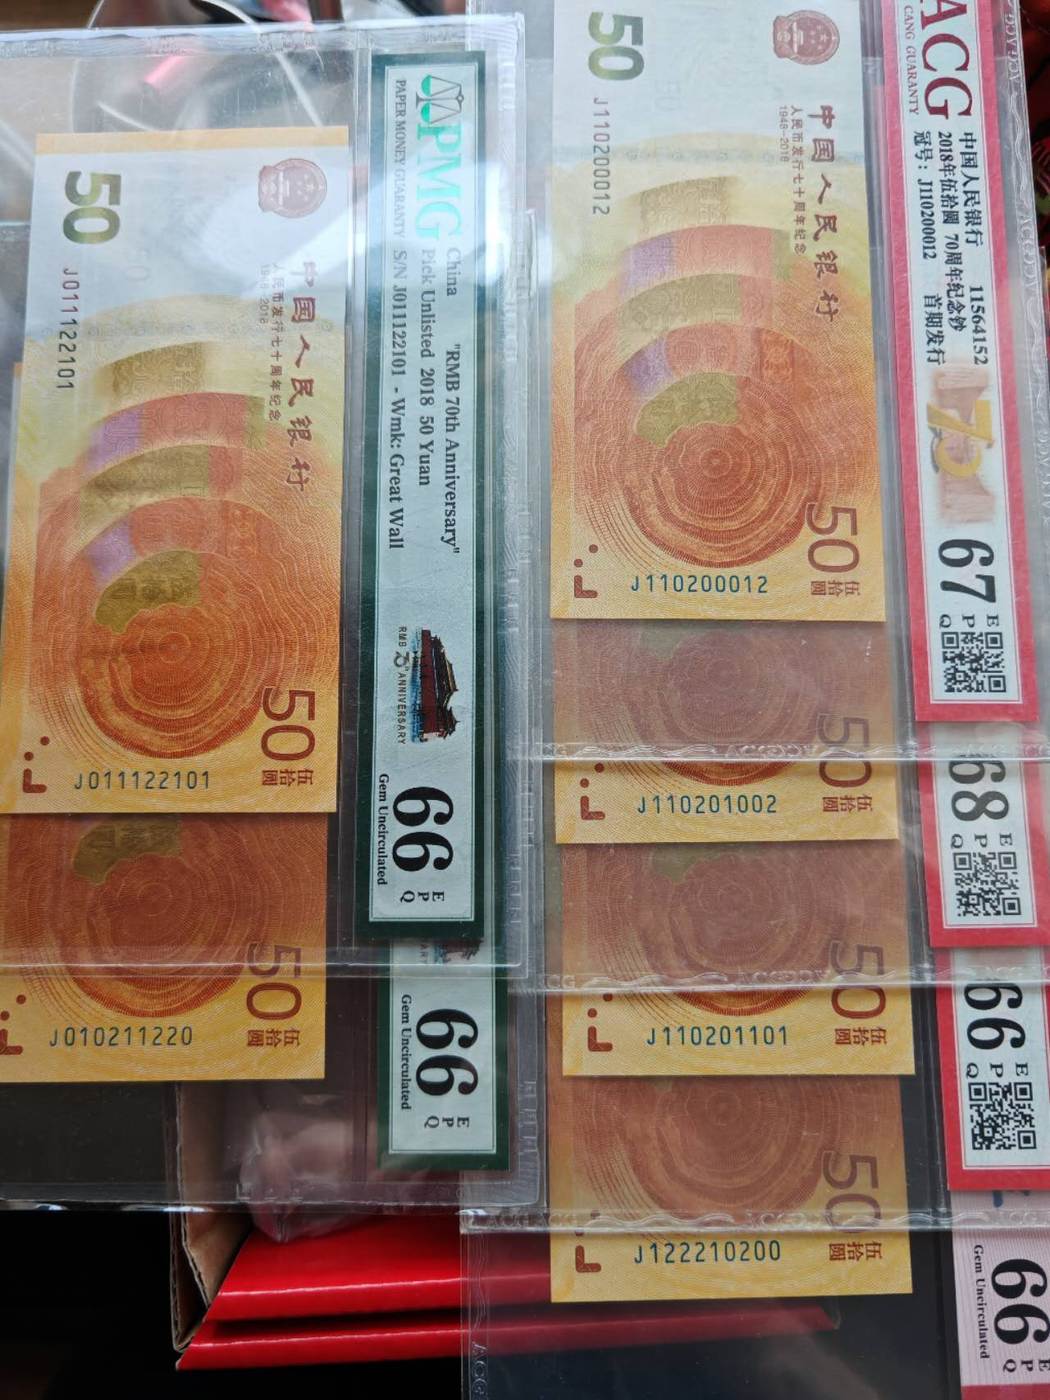 50
J011122101
中国人民银行
人民币发行七十周年纪念
1948-2018
50
伍拾圆
J011122101
50
伍拾圆
J010211220
PMG
PAPER MONEY GUARANTY
China "RMB 70th Anniversary"
Pick Unlisted 2018 50 Yuan
S/N J011122101 - Wmk: Great Wall
RMB 70th ANNIVERSARY
66 EPQ
Gem Uncirculated
66 EPQ
Gem Uncirculated
50
J110200012
中国人民银行
人民币发行七十周年纪念
1948-2018
50
伍拾圆
J110200012
50
伍拾圆
J110201002
50
伍拾圆
J110201101
50
伍拾圆
J122210200
ACG
CANG GUARANTY
中国人民银行 11564152
2018年伍拾圆 70周年纪念钞
冠号: J110200012 首期发行
67 EPQ
68 EPQ
66 EPQ
66 EPQ
Gem Uncirculated